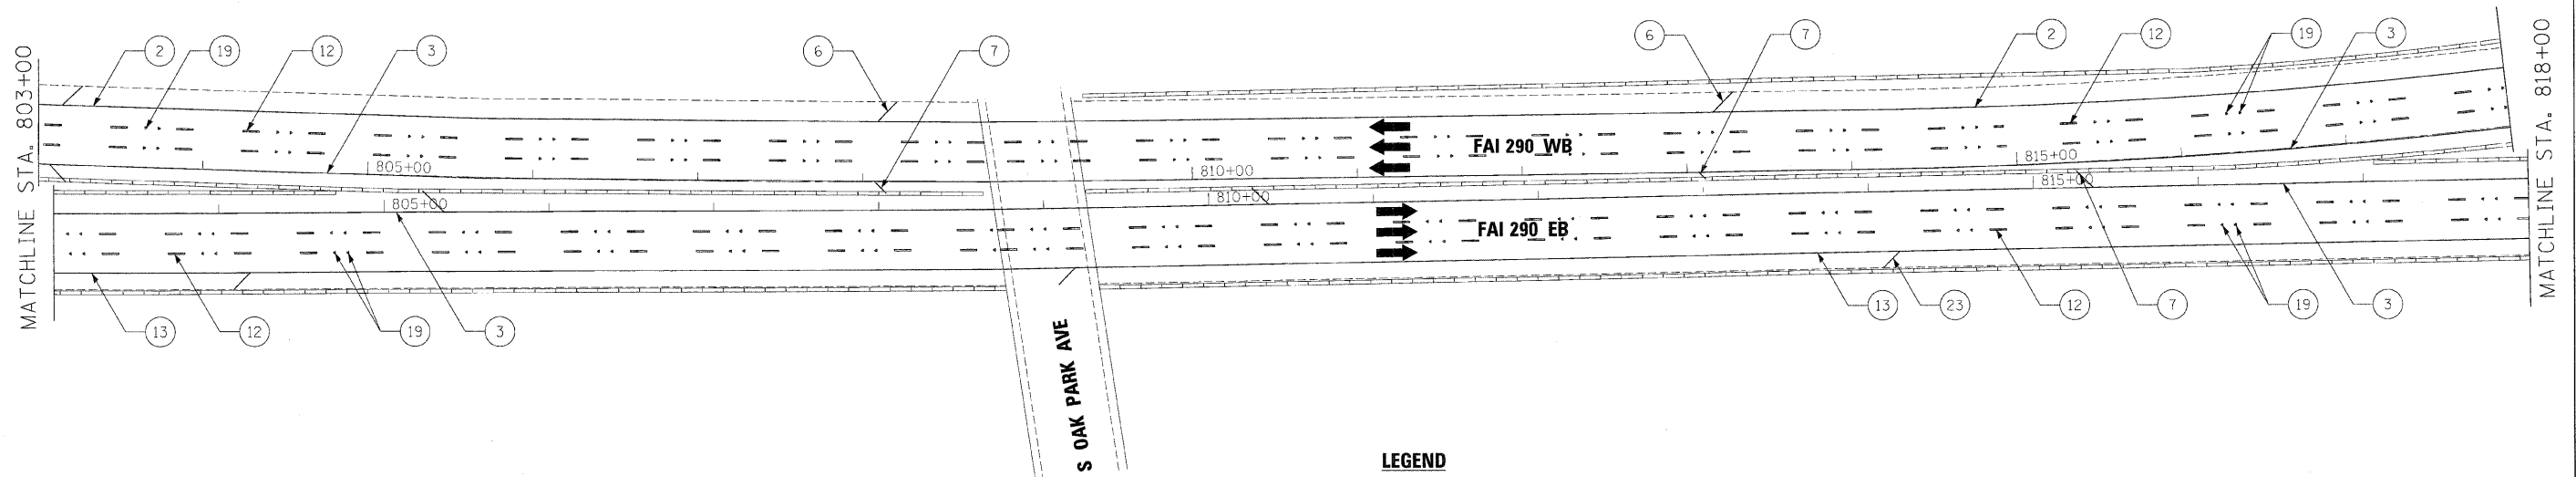 2 19 12 3 6 7 6 7 2 12 19 3
MATCHLINE STA. 803+00
MATCHLINE STA. 818+00
FAI 290 WB
805+00 810+00 815+00
805+00 810+00 815+00
FAI 290 EB
13 12 19 3 13 23 12 7 19 3
S OAK PARK AVE
LEGEND